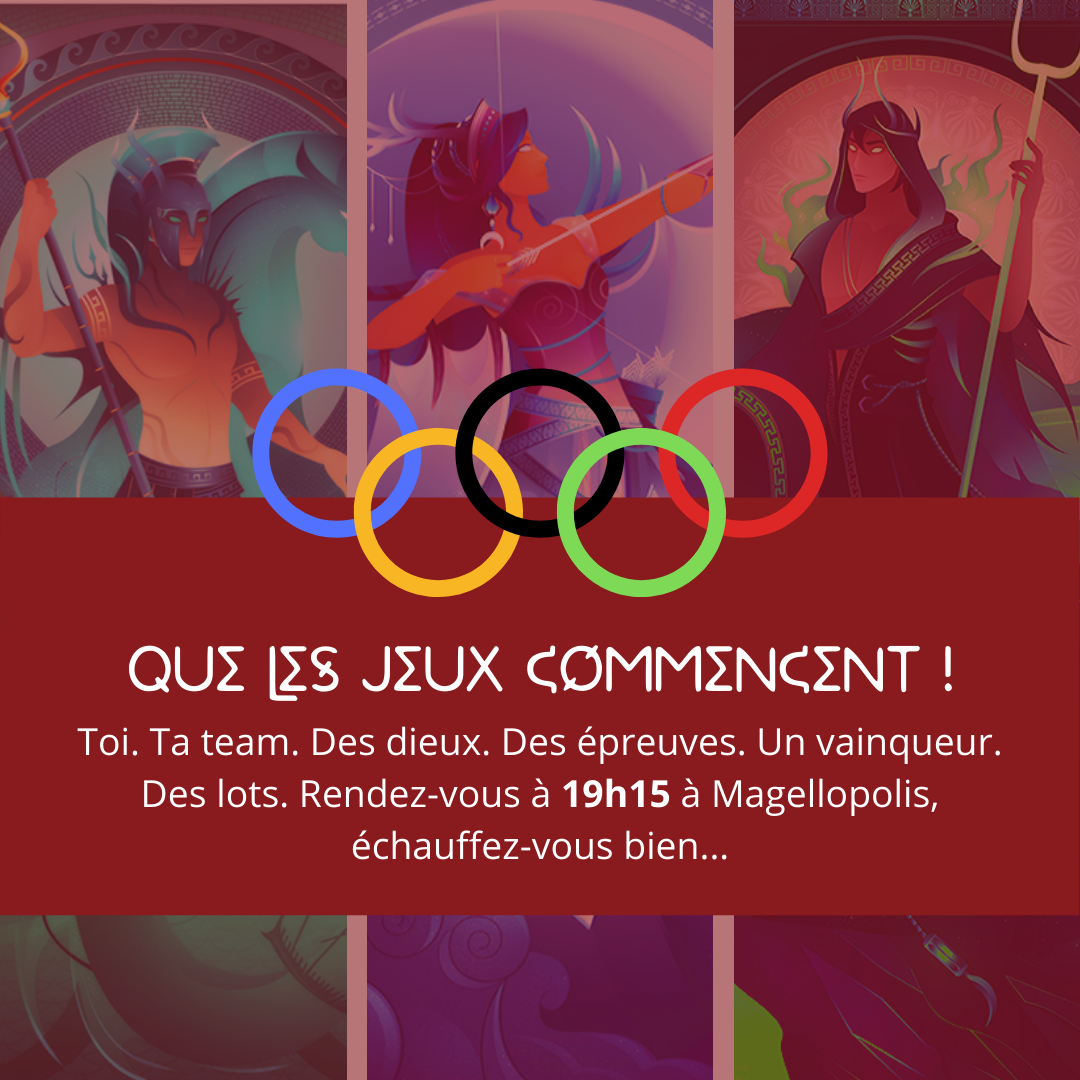 QUE LES JEUX COMMENCENT !
Toi. Ta team. Des dieux. Des épreuves. Un vainqueur.
Des lots. Rendez-vous à 19h15 à Magellopolis,
échauffez-vous bien...